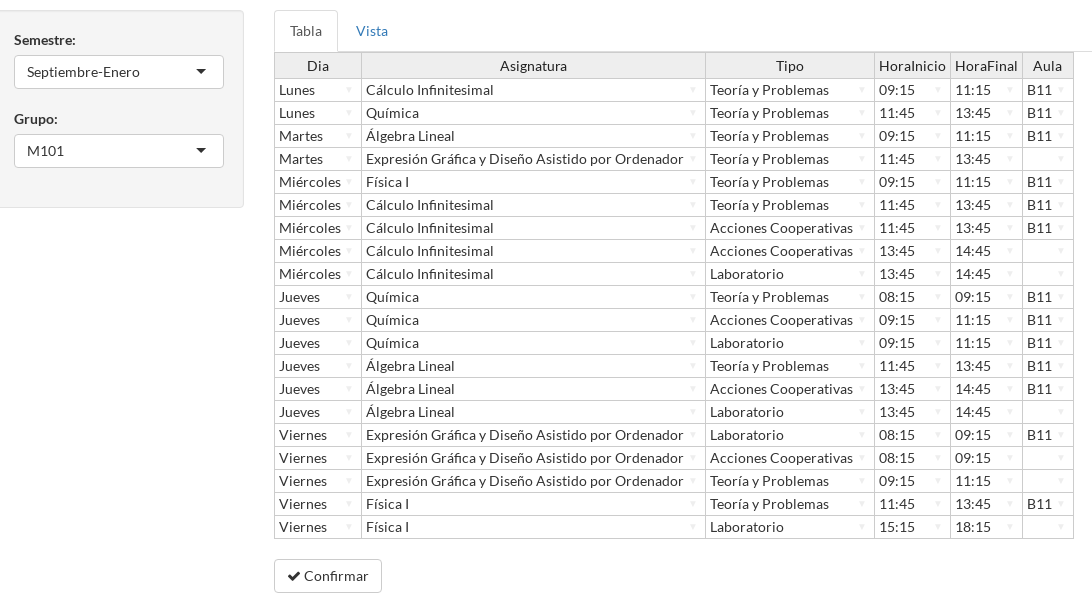 Semestre:
Septiembre-Enero
Grupo:
M101
Tabla Vista
Dia Asignatura Tipo HoraInicio HoraFinal Aula
Lunes Cálculo Infinitesimal Teoría y Problemas 09:15 11:15 B11
Lunes Química Teoría y Problemas 11:45 13:45 B11
Martes Álgebra Lineal Teoría y Problemas 09:15 11:15 B11
Martes Expresión Gráfica y Diseño Asistido por Ordenador Teoría y Problemas 11:45 13:45
Miércoles Física I Teoría y Problemas 09:15 11:15 B11
Miércoles Cálculo Infinitesimal Teoría y Problemas 11:45 13:45 B11
Miércoles Cálculo Infinitesimal Acciones Cooperativas 11:45 13:45 B11
Miércoles Cálculo Infinitesimal Acciones Cooperativas 13:45 14:45
Miércoles Cálculo Infinitesimal Laboratorio 13:45 14:45
Jueves Química Teoría y Problemas 08:15 09:15 B11
Jueves Química Acciones Cooperativas 09:15 11:15 B11
Jueves Química Laboratorio 09:15 11:15 B11
Jueves Álgebra Lineal Teoría y Problemas 11:45 13:45 B11
Jueves Álgebra Lineal Acciones Cooperativas 13:45 14:45 B11
Jueves Álgebra Lineal Laboratorio 13:45 14:45
Viernes Expresión Gráfica y Diseño Asistido por Ordenador Laboratorio 08:15 09:15 B11
Viernes Expresión Gráfica y Diseño Asistido por Ordenador Acciones Cooperativas 08:15 09:15
Viernes Expresión Gráfica y Diseño Asistido por Ordenador Teoría y Problemas 09:15 11:15
Viernes Física I Teoría y Problemas 11:45 13:45 B11
Viernes Física I Laboratorio 15:15 18:15
Confirmar